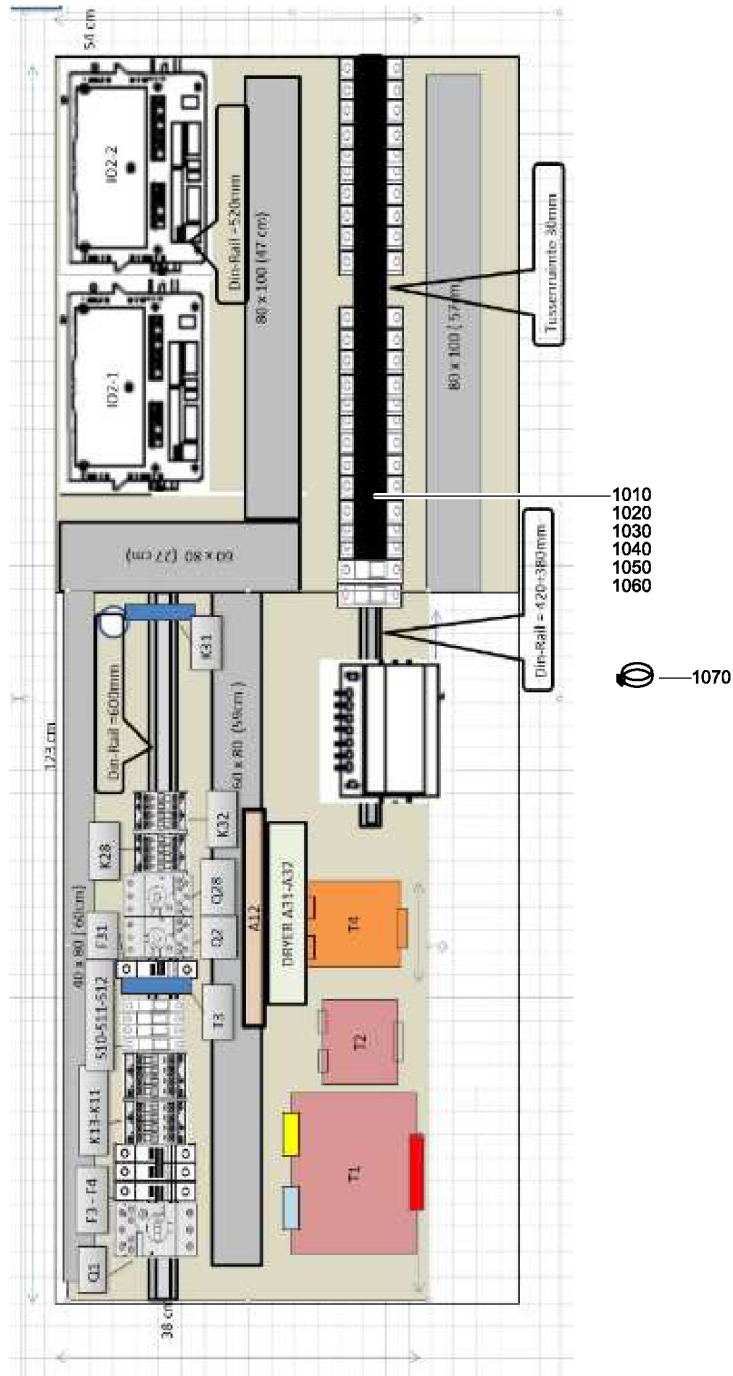 54 cm
IO2-2
Din-Rail =520mm
80 x 100 (47 cm)
Tussenruimte 30mm
IO2-1
80 x 100 ( 57cm)
1010
1020
1030
1040
1050
1060
60 x 80 (27 cm)
Din-Rail = 420+380mm
K31
1070
Din-Rail =600mm
123 cm
60 x 80 (59cm )
K28
K32
40 x 80 (60cm)
F31
Q28
Q2
A12
DRYER A31-A32
T4
S10-S11-S12
T3
T2
K13-K11
F3 - F4
T1
Q1
38 cm